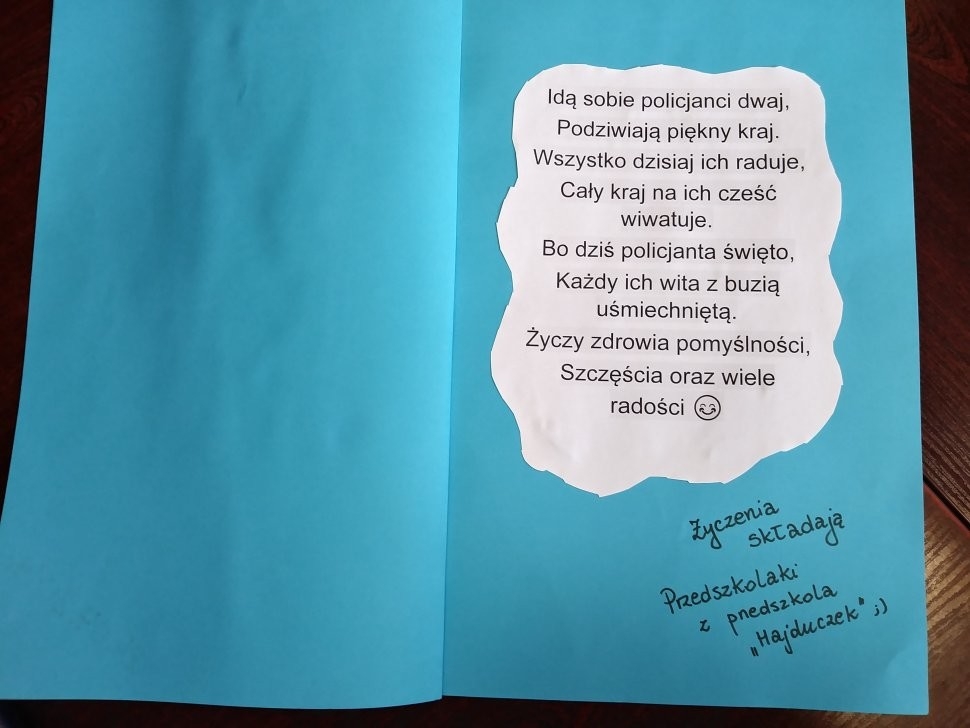 Idą sobie policjanci dwaj,
Podziwiają piękny kraj.
Wszystko dzisiaj ich raduje,
Cały kraj na ich cześć
wiwatuje.
Bo dziś policjanta święto,
Każdy ich wita z buzią
uśmiechniętą.
Życzy zdrowia pomyślności,
Szczęścia oraz wiele
radości 😊
Życzenia
składają
Przedszkolaki
z przedszkola
„Hajduczek" ;)